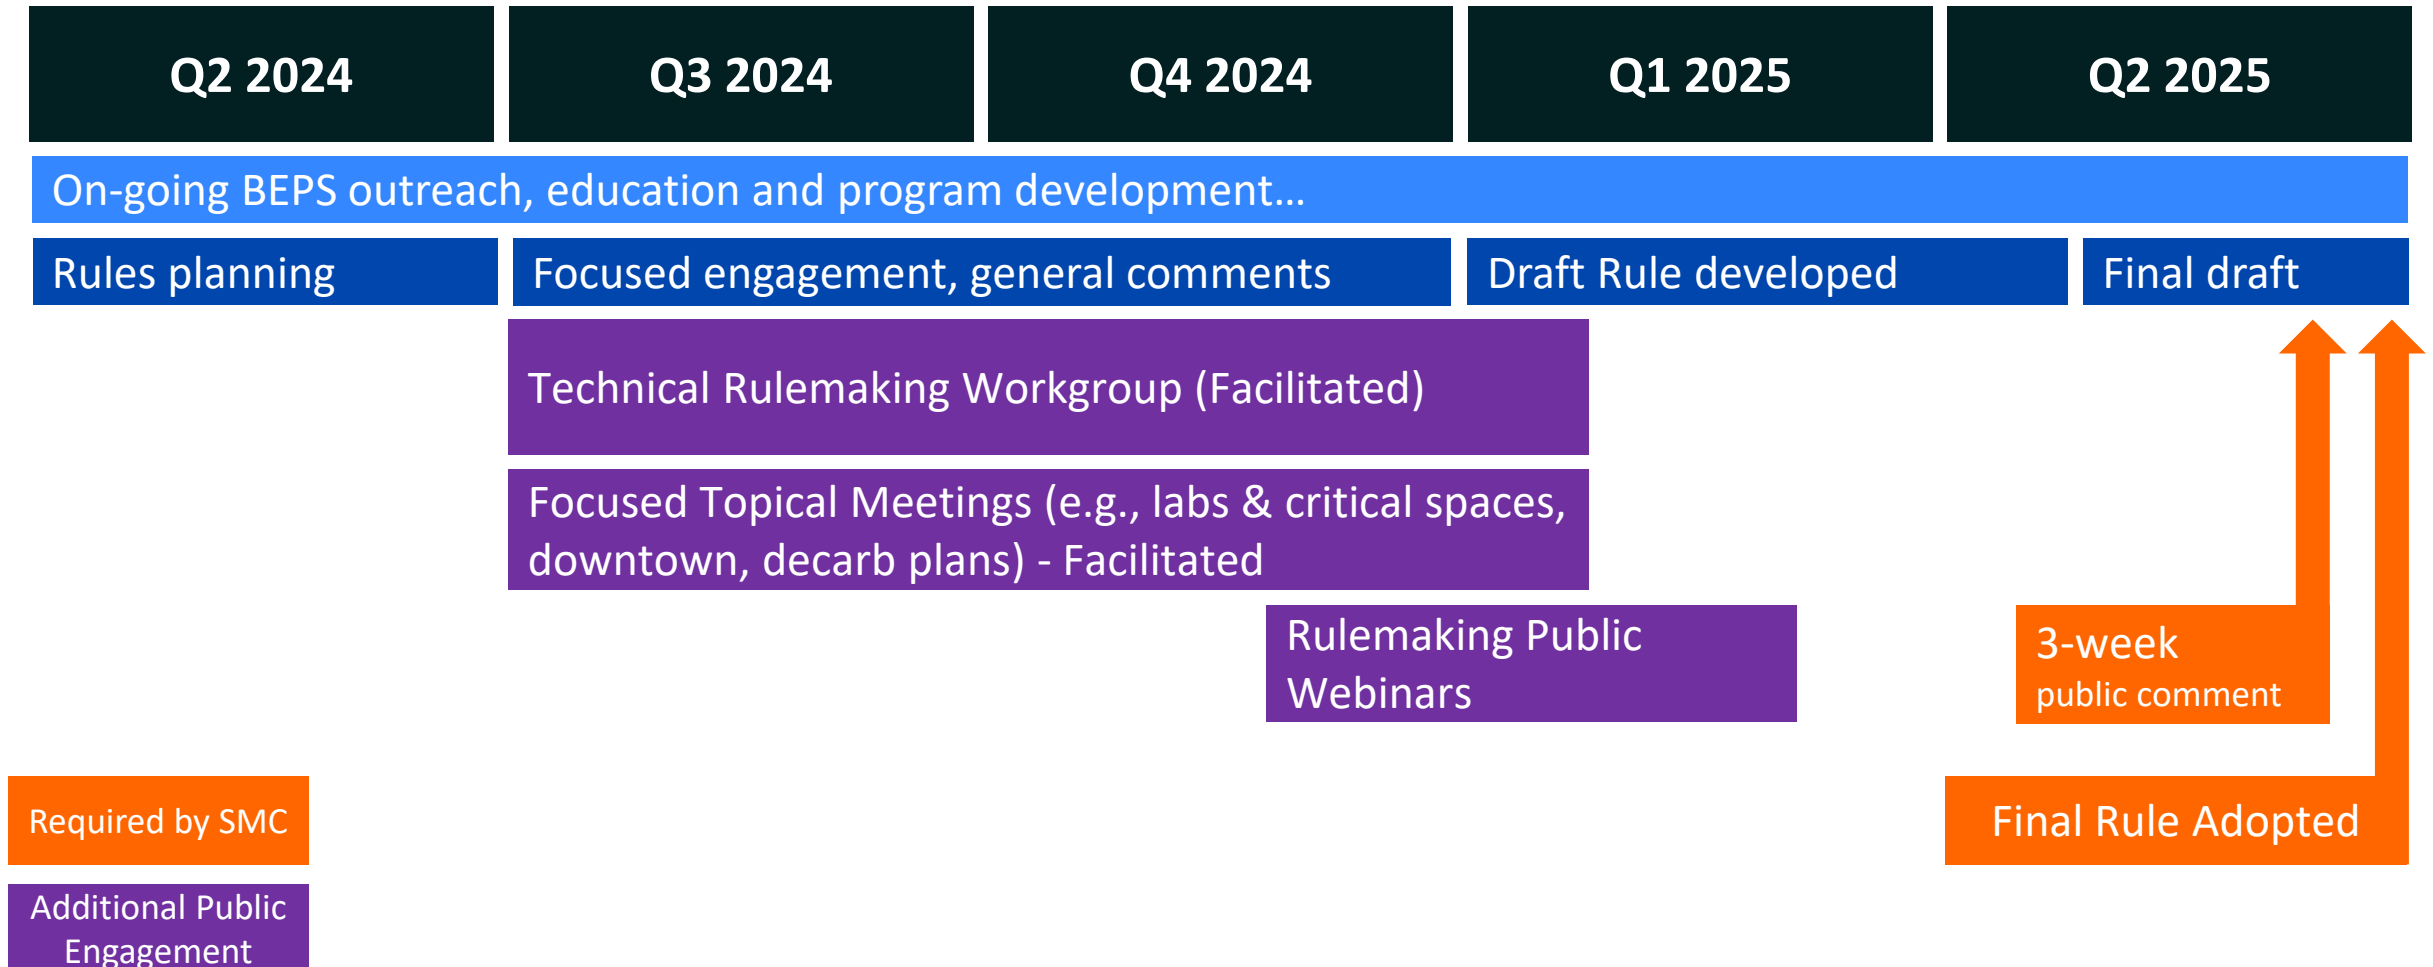 Q2 2024
Q3 2024
Q4 2024
Q1 2025
Q2 2025
On-going BEPS outreach, education and program development…
Rules planning
Focused engagement, general comments
Draft Rule developed
Final draft
Technical Rulemaking Workgroup (Facilitated)
Focused Topical Meetings (e.g., labs & critical spaces,
downtown, decarb plans) - Facilitated
Rulemaking Public
Webinars
3-week
public comment
Final Rule Adopted
Required by SMC
Additional Public
Engagement